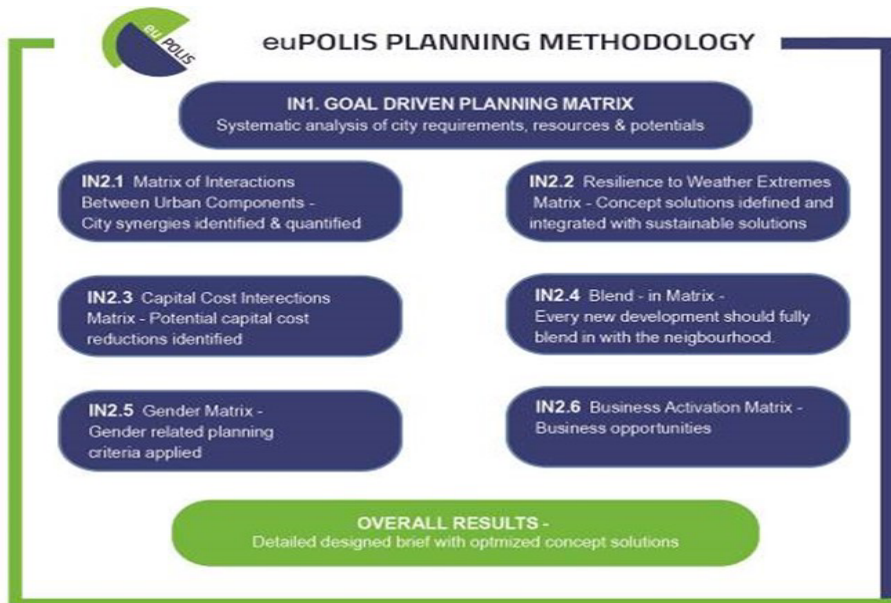 eu POLIS
euPOLIS PLANNING METHODOLOGY
IN1. GOAL DRIVEN PLANNING MATRIX
Systematic analysis of city requirements, resources & potentials
IN2.1 Matrix of Interactions
Between Urban Components -
City synergies identified & quantified
IN2.2 Resilience to Weather Extremes
Matrix - Concept solutions idefined and
integrated with sustainable solutions
IN2.3 Capital Cost Interections
Matrix - Potential capital cost
reductions identified
IN2.4 Blend - in Matrix -
Every new development should fully
blend in with the neigbourhood.
IN2.5 Gender Matrix -
Gender related planning
criteria applied
IN2.6 Business Activation Matrix -
Business opportunities
OVERALL RESULTS -
Detailed designed brief with optmized concept solutions